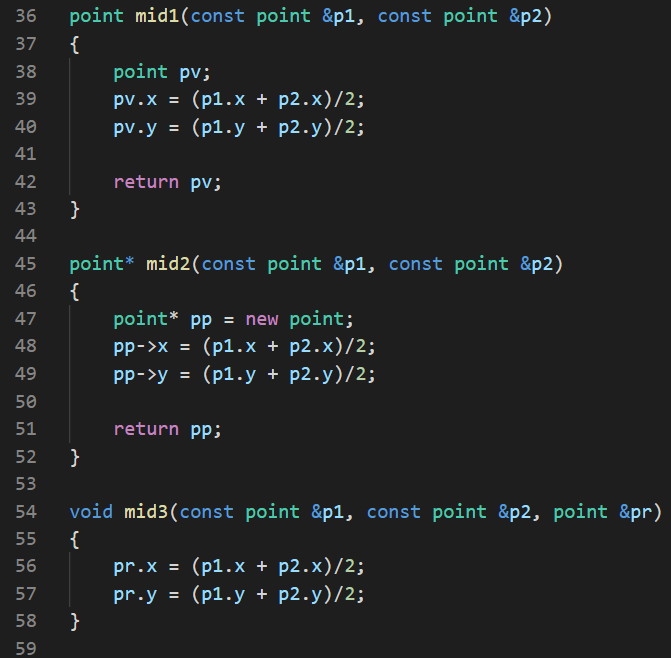 36 point mid1(const point &p1, const point &p2)
37 {
38     point pv;
39     pv.x = (p1.x + p2.x)/2;
40     pv.y = (p1.y + p2.y)/2;
41
42     return pv;
43 }
44
45 point* mid2(const point &p1, const point &p2)
46 {
47     point* pp = new point;
48     pp->x = (p1.x + p2.x)/2;
49     pp->y = (p1.y + p2.y)/2;
50
51     return pp;
52 }
53
54 void mid3(const point &p1, const point &p2, point &pr)
55 {
56     pr.x = (p1.x + p2.x)/2;
57     pr.y = (p1.y + p2.y)/2;
58 }
59